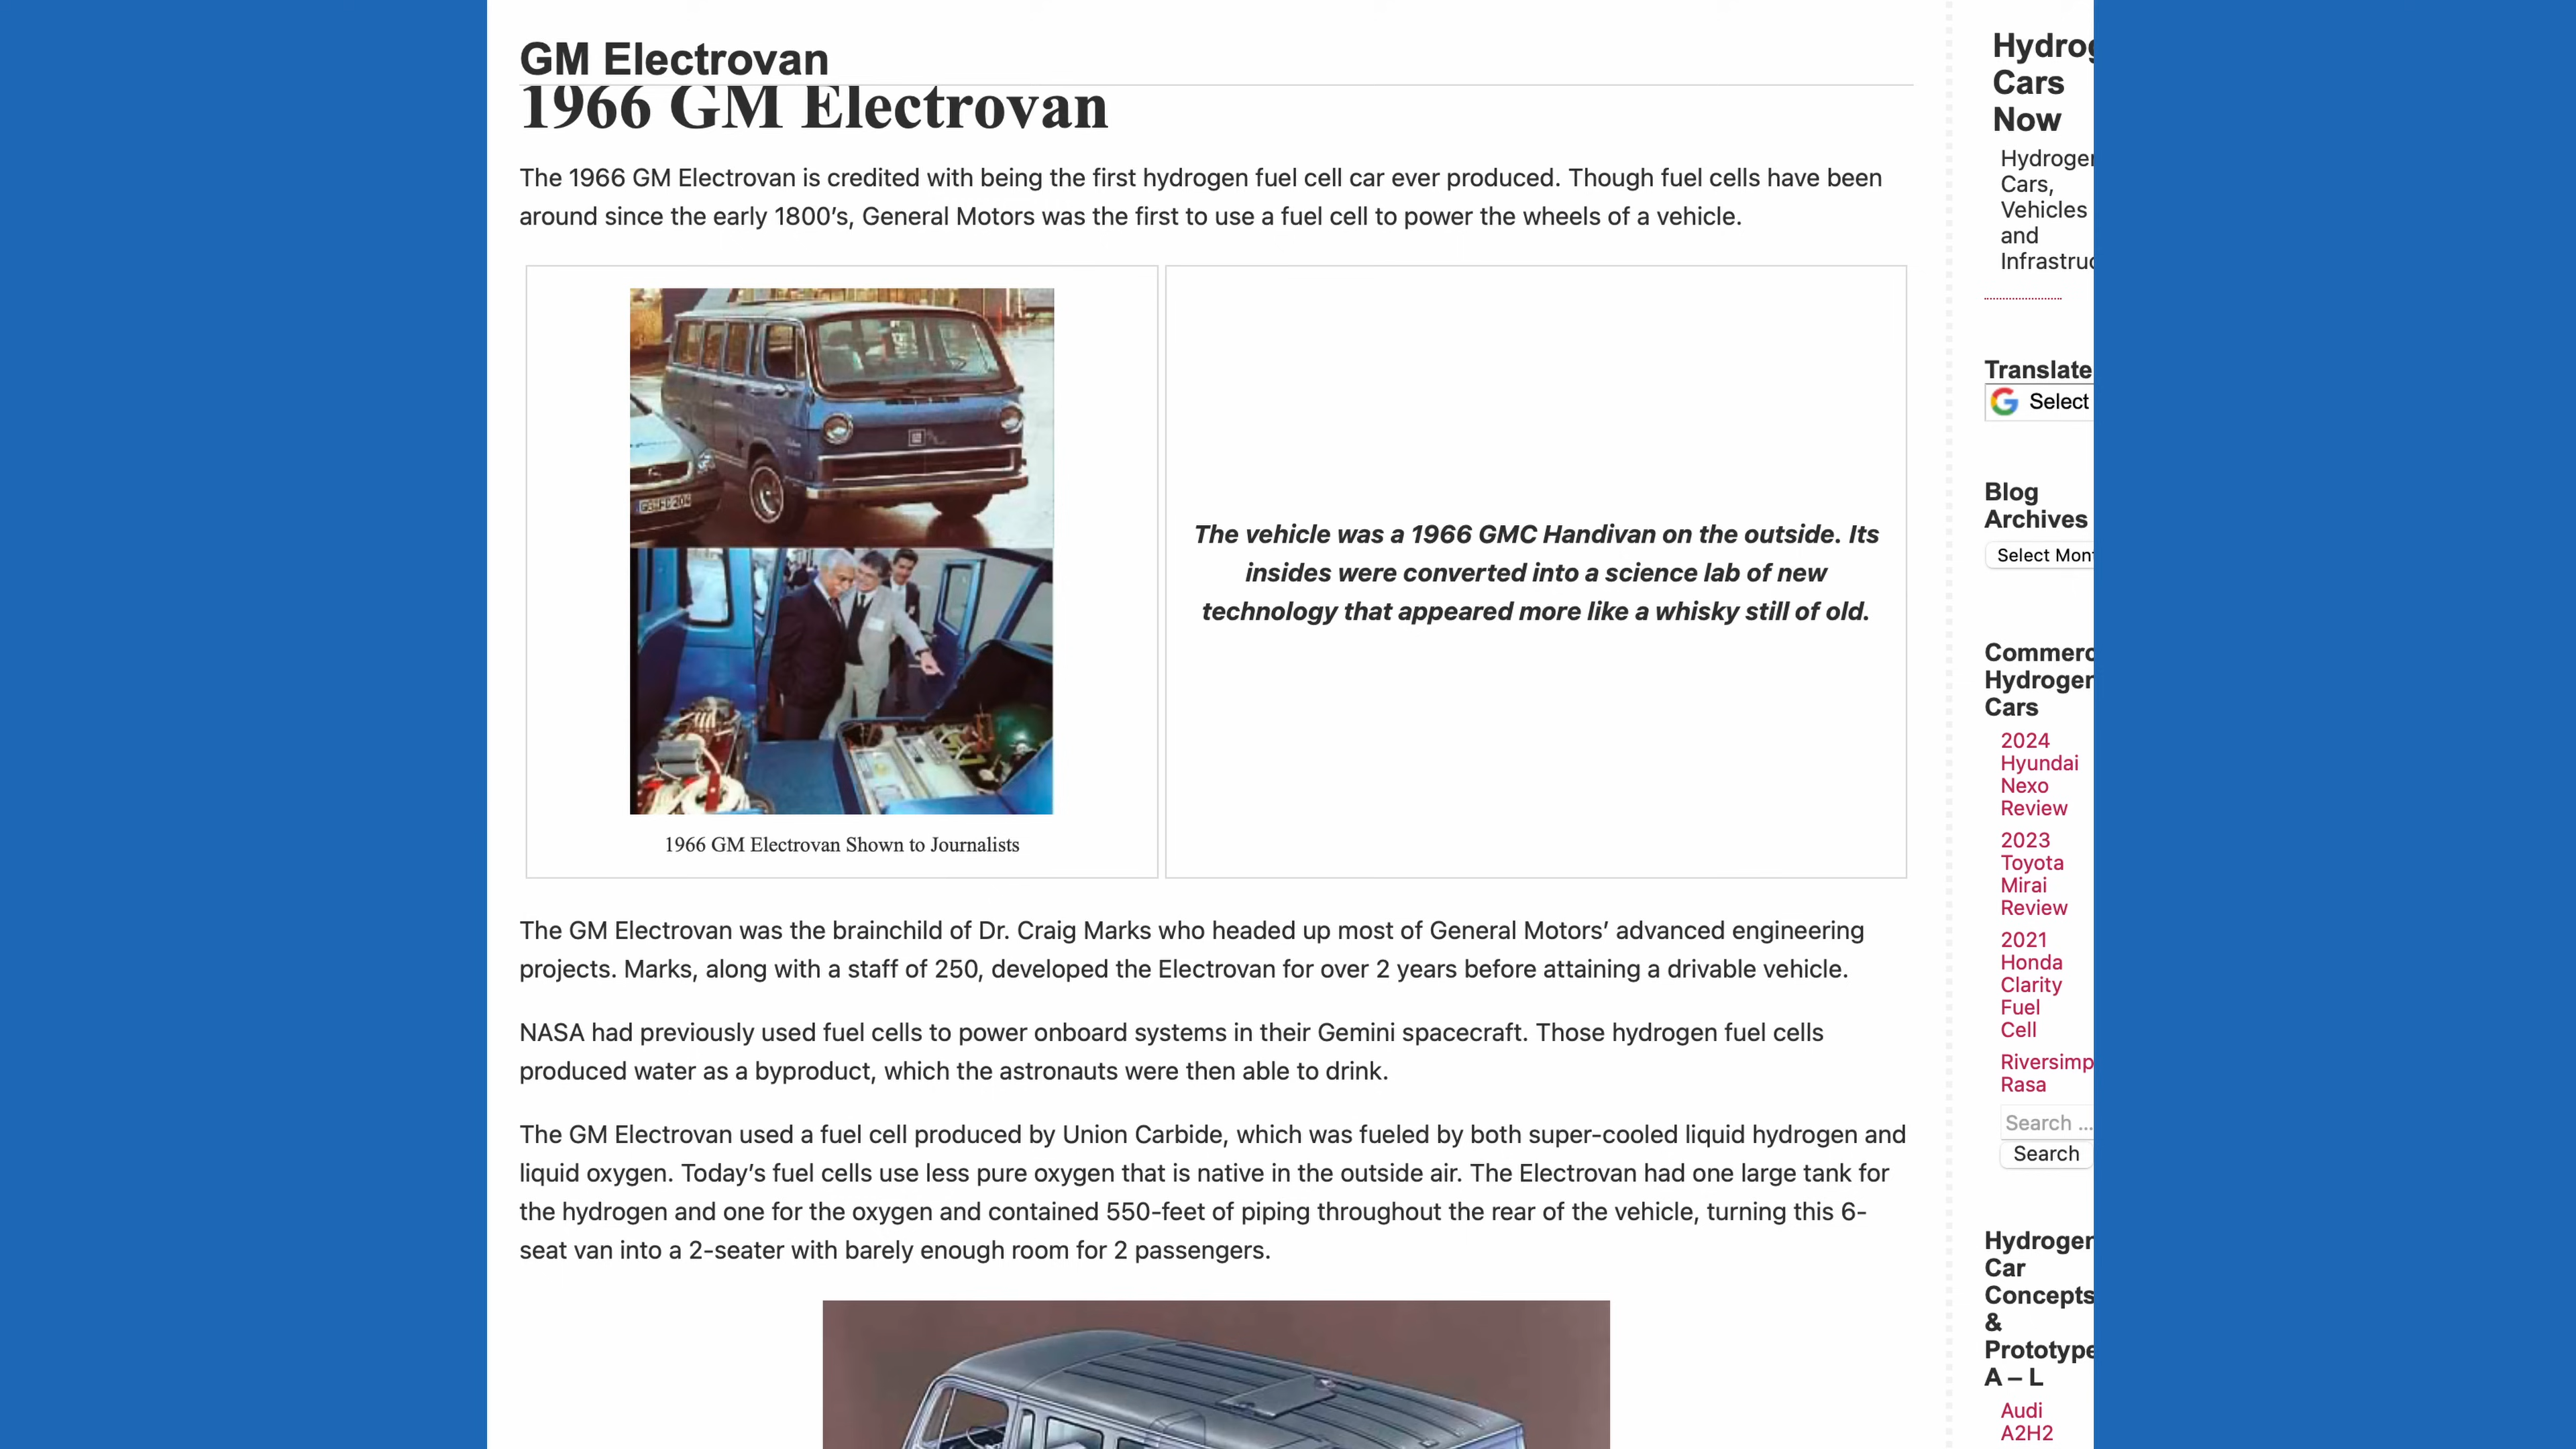 GM Electrovan
1966 GM Electrovan
The 1966 GM Electrovan is credited with being the first hydrogen fuel cell car ever produced. Though fuel cells have been
around since the early 1800’s, General Motors was the first to use a fuel cell to power the wheels of a vehicle.
The vehicle was a 1966 GMC Handivan on the outside. Its
insides were converted into a science lab of new
technology that appeared more like a whisky still of old.
1966 GM Electrovan Shown to Journalists
The GM Electrovan was the brainchild of Dr. Craig Marks who headed up most of General Motors’ advanced engineering
projects. Marks, along with a staff of 250, developed the Electrovan for over 2 years before attaining a drivable vehicle.
NASA had previously used fuel cells to power onboard systems in their Gemini spacecraft. Those hydrogen fuel cells
produced water as a byproduct, which the astronauts were then able to drink.
The GM Electrovan used a fuel cell produced by Union Carbide, which was fueled by both super-cooled liquid hydrogen and
liquid oxygen. Today’s fuel cells use less pure oxygen that is native in the outside air. The Electrovan had one large tank for
the hydrogen and one for the oxygen and contained 550-feet of piping throughout the rear of the vehicle, turning this 6-
seat van into a 2-seater with barely enough room for 2 passengers.
Hydrog
Cars
Now
Hydroger
Cars,
Vehicles
and
Infrastruc
Translate
Select
Blog
Archives
Select Mont
Commerc
Hydroger
Cars
2024
Hyundai
Nexo
Review
2023
Toyota
Mirai
Review
2021
Honda
Clarity
Fuel
Cell
Riversimp
Rasa
Search ...
Search
Hydroger
Car
Concepts
&
Prototype
A – L
Audi
A2H2